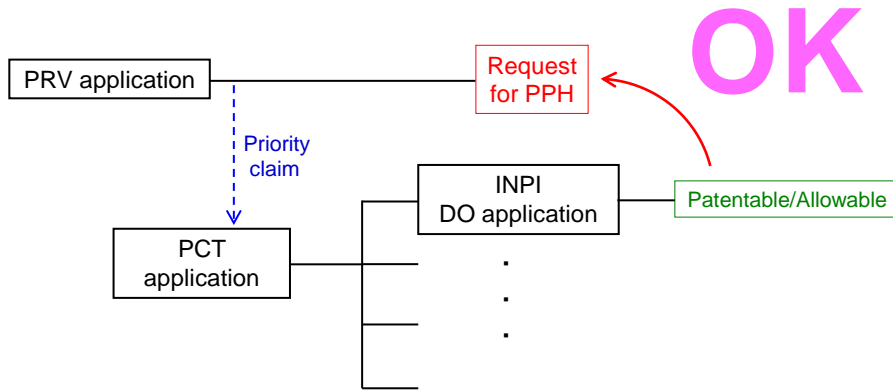 OK
PRV application
Request
for PPH
Priority
claim
INPI
DO application
Patentable/Allowable
PCT
application